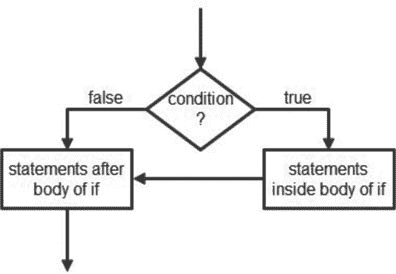 false
condition
?
true
statements after
body of if
statements
inside body of if